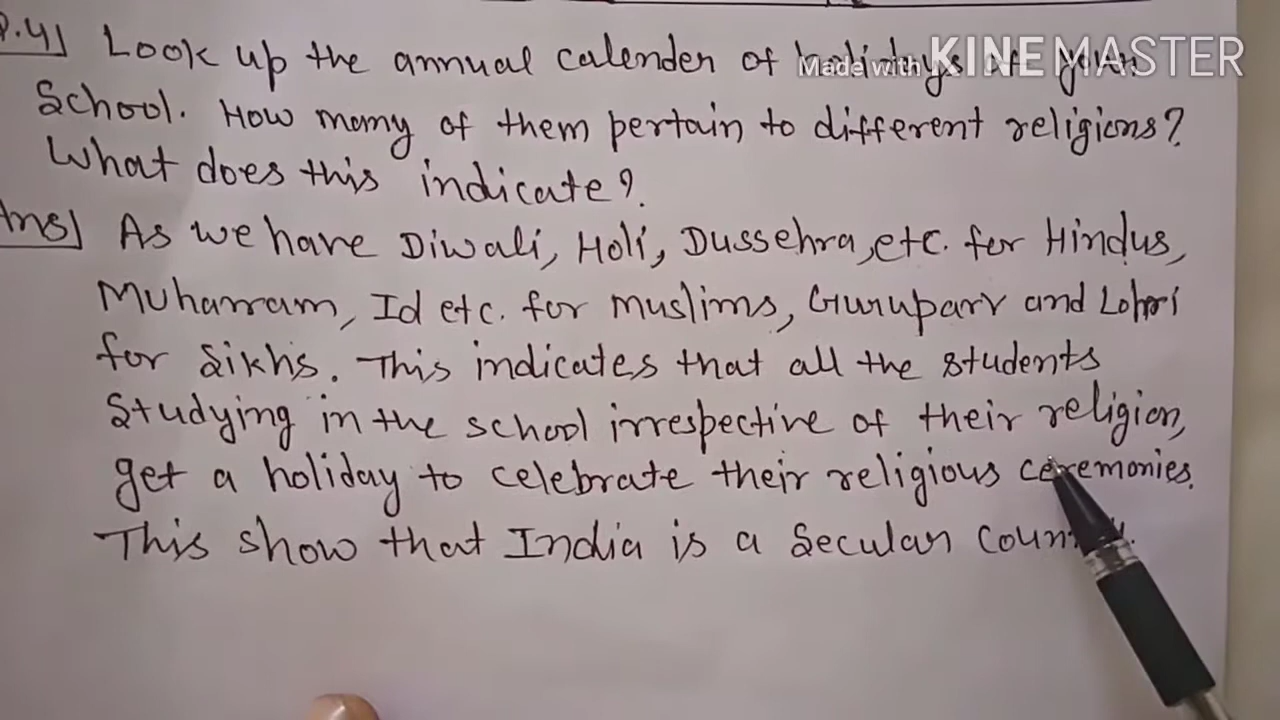 Q.4] Look up the annual calender of holidays of your
Made with KINEMASTER
School. How many of them pertain to different religions?
What does this indicate?
Ans] As we have Diwali, Holi, Dussehra, etc. for Hindus,
Muharram, Id etc. for Muslims, Guruparv and Lohri
for Sikhs. This indicates that all the students
Studying in the school irrespective of their religion,
get a holiday to celebrate their religious ceremonies.
This show that India is a Secular country.